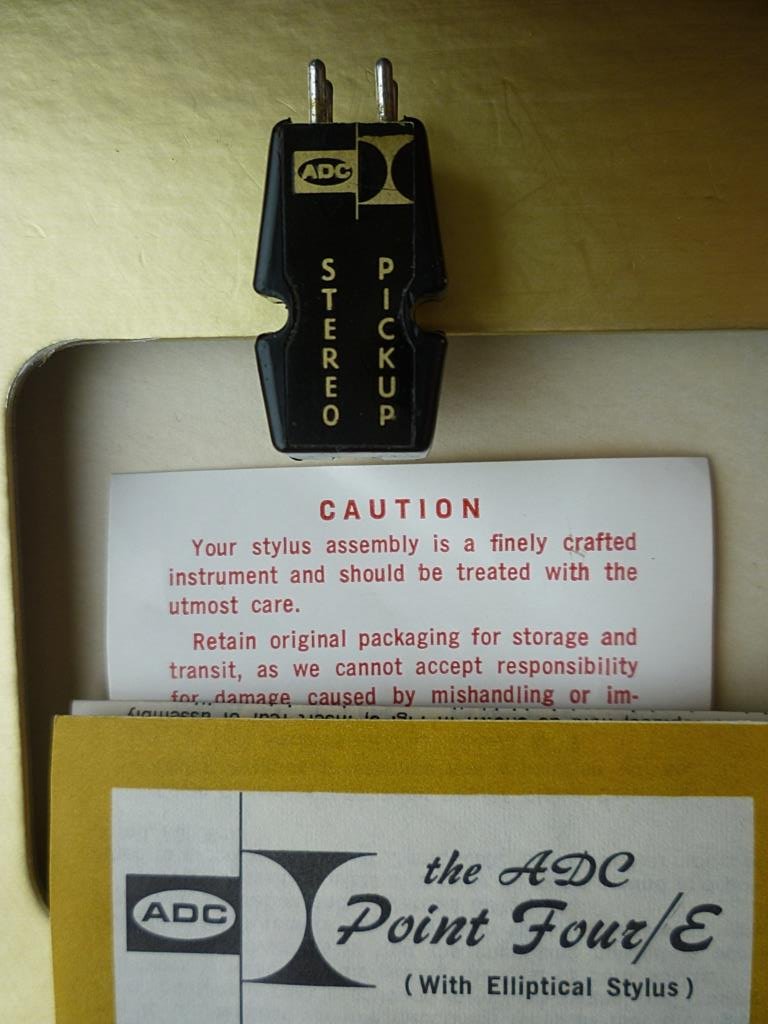 ADC
STEREO PICKUP
CAUTION
Your stylus assembly is a finely crafted
instrument and should be treated with the
utmost care.
Retain original packaging for storage and
transit, as we cannot accept responsibility
for damage caused by mishandling or im-
ADC
the ADC
Point Four/E
(With Elliptical Stylus)